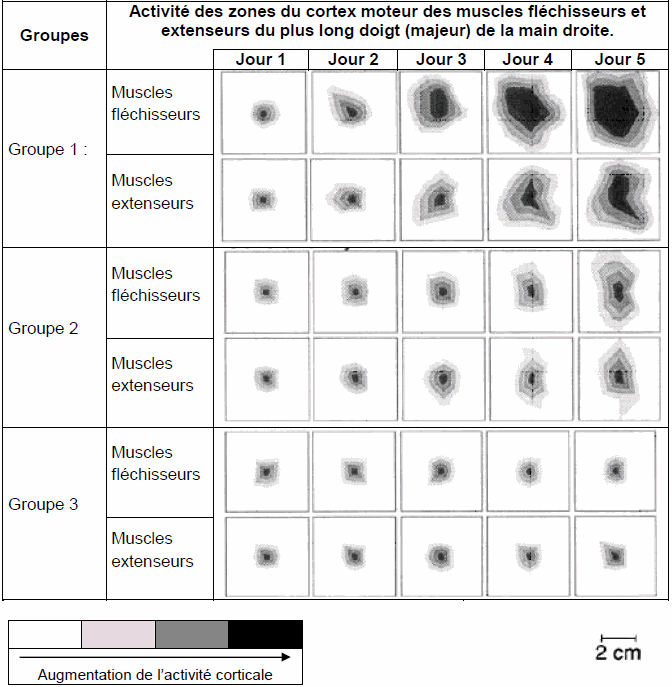 Groupes
Activité des zones du cortex moteur des muscles fléchisseurs et
extenseurs du plus long doigt (majeur) de la main droite.
Jour 1
Jour 2
Jour 3
Jour 4
Jour 5
Groupe 1 :
Muscles
fléchisseurs
Muscles
extenseurs
Groupe 2
Muscles
fléchisseurs
Muscles
extenseurs
Groupe 3
Muscles
fléchisseurs
Muscles
extenseurs
Augmentation de l'activité corticale
2 cm